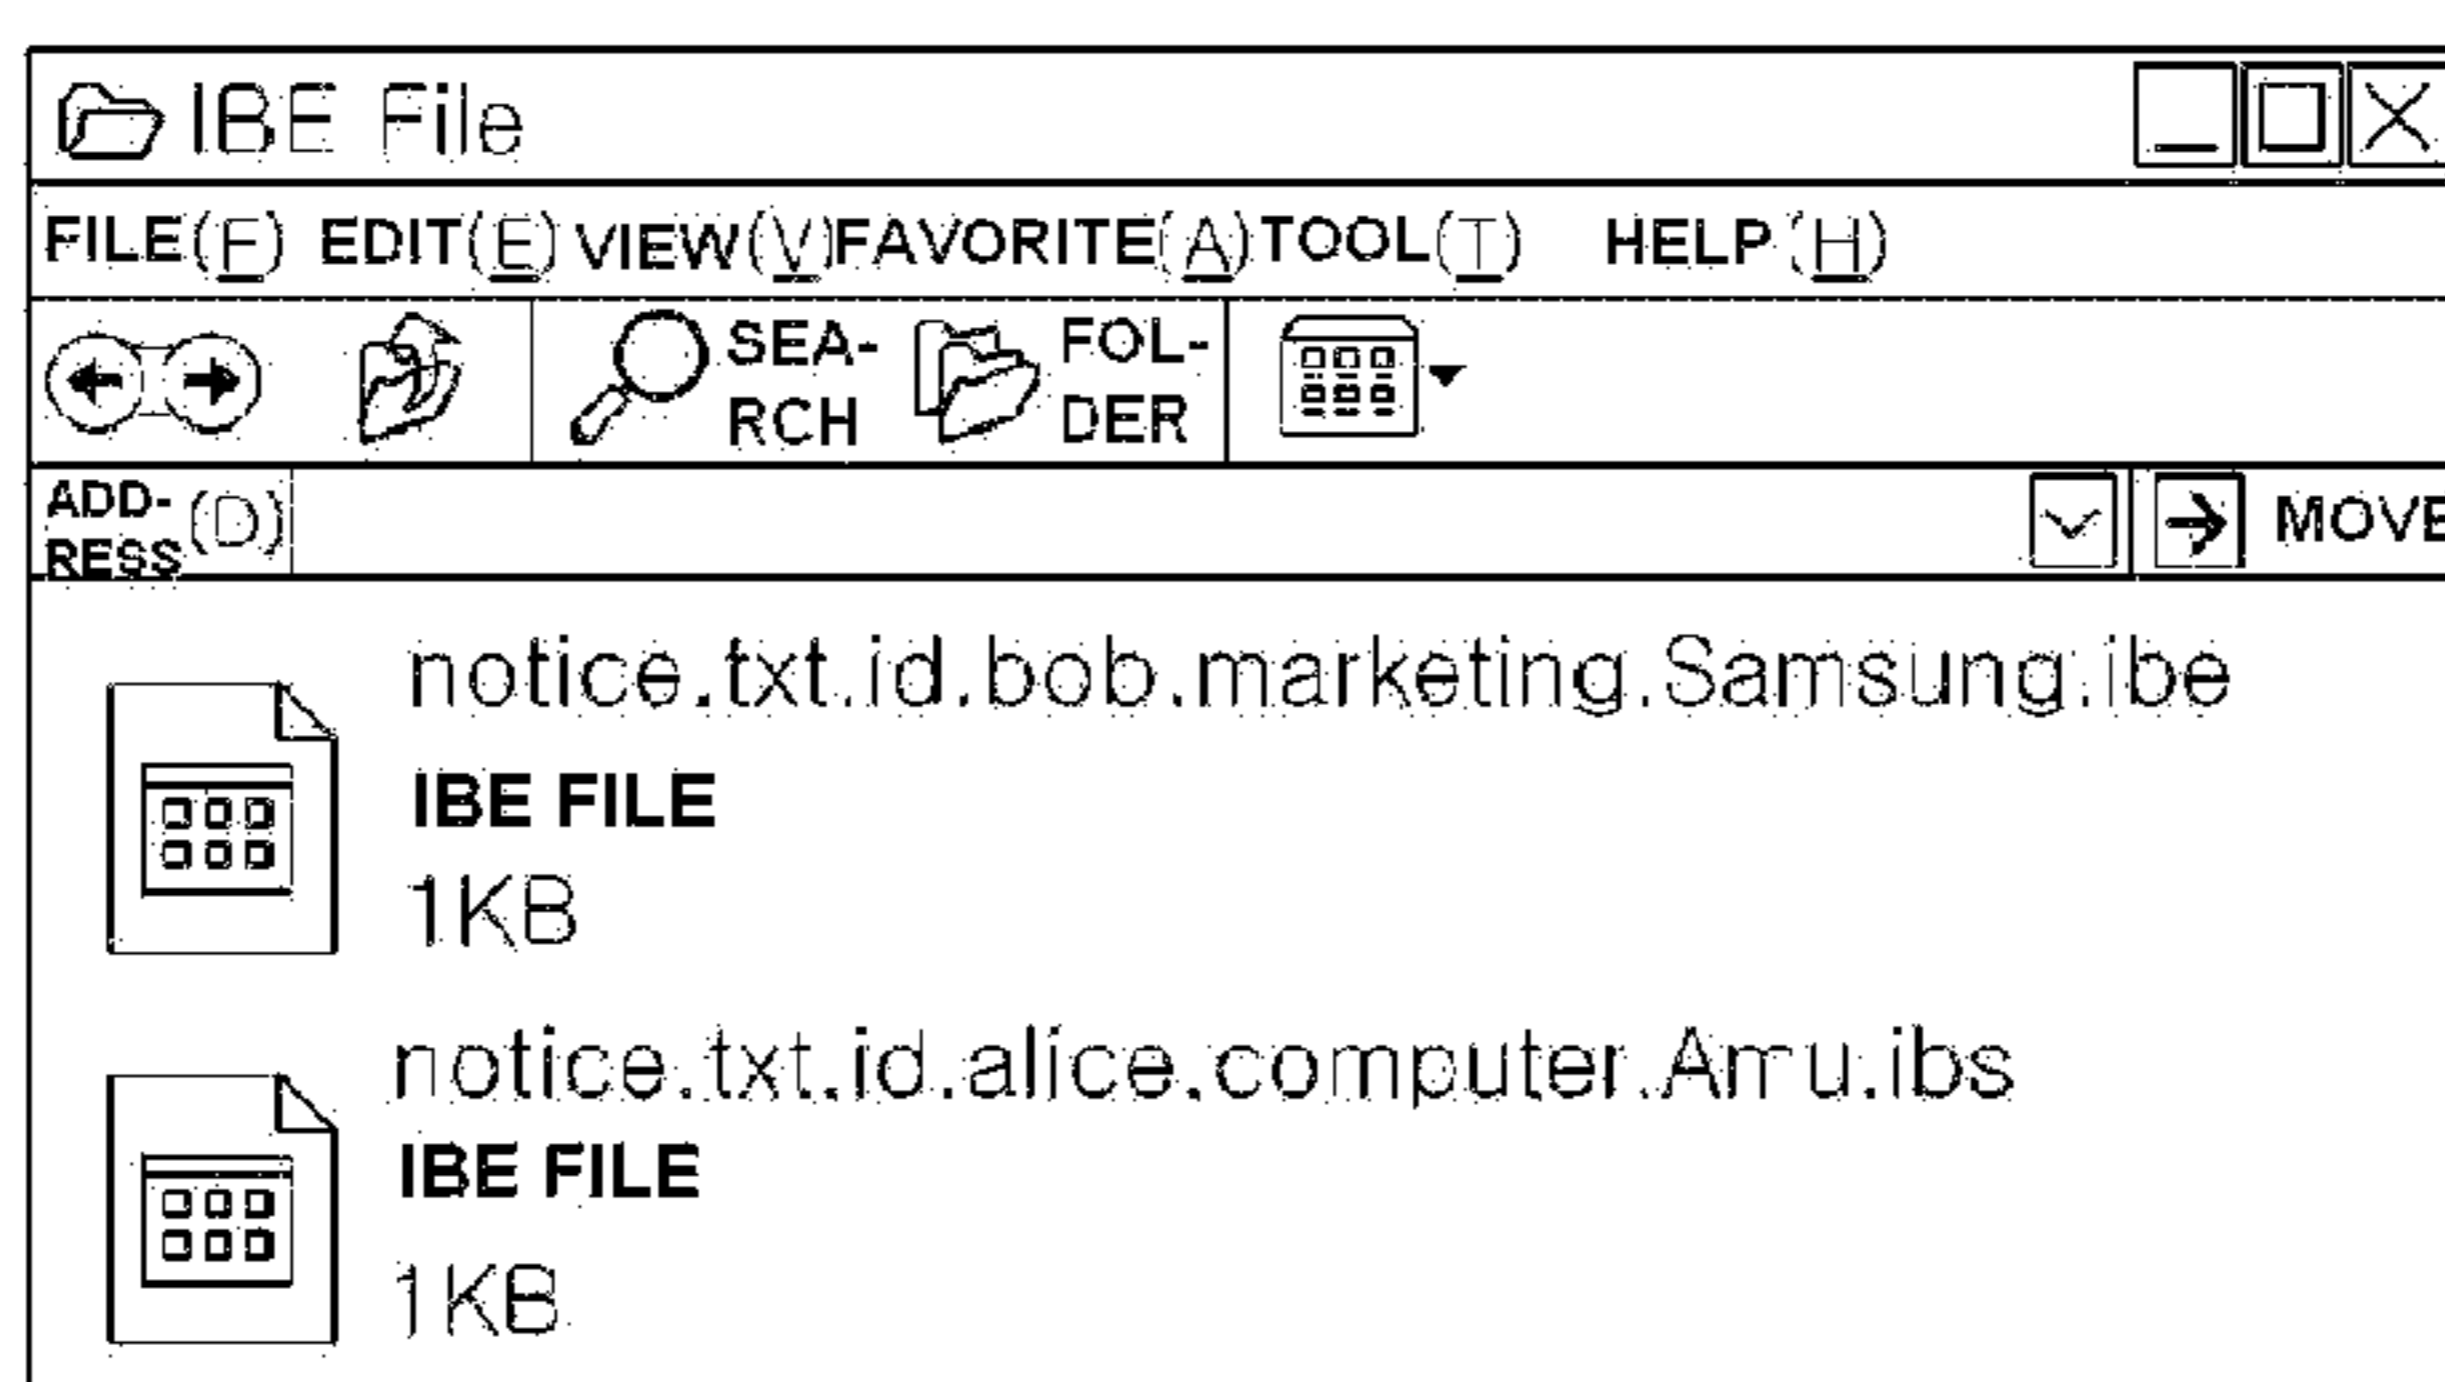 IBE File
FILE(F) EDIT(E) VIEW(V) FAVORITE(A) TOOL(T) HELP(H)
SEA-
RCH
FOL-
DER
ADD-
RESS (D)
MOVE
notice.txt.id.bob.marketing.Samsung.ibe
IBE FILE
1KB
notice.txt.id.alice.computer.Amu.ibs
IBE FILE
1KB